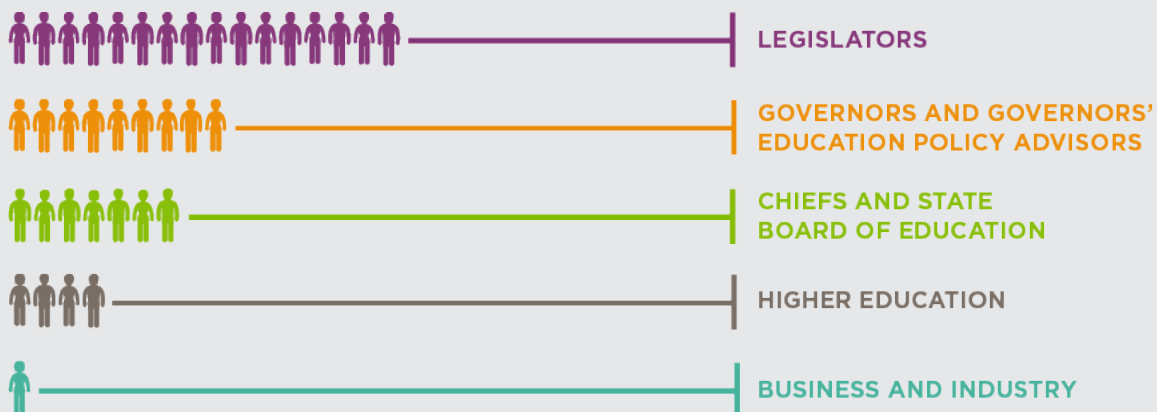 LEGISLATORS
GOVERNORS AND GOVERNORS’
EDUCATION POLICY ADVISORS
CHIEFS AND STATE
BOARD OF EDUCATION
HIGHER EDUCATION
BUSINESS AND INDUSTRY